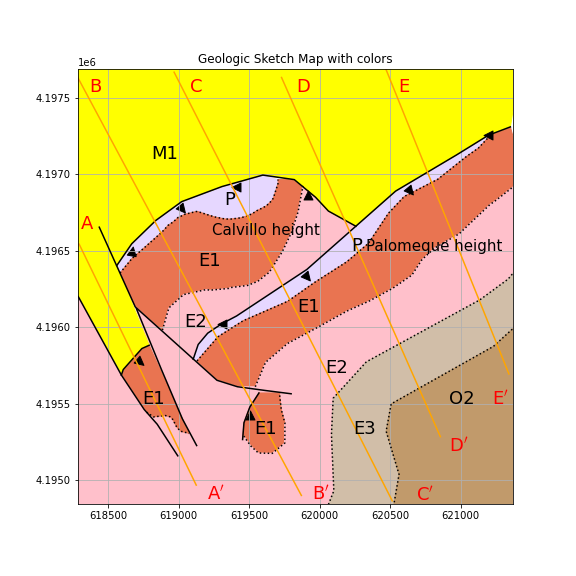 Geologic Sketch Map with colors
1e6
B C D E
4.1975
M1
4.1970
P
A
Calvillo height
P Palomeque height
4.1965
E1
E1
E2
4.1960
E2
E1
O2
E′
4.1955
E1
E3
D′
4.1950
A′ B′ C′
618500 619000 619500 620000 620500 621000